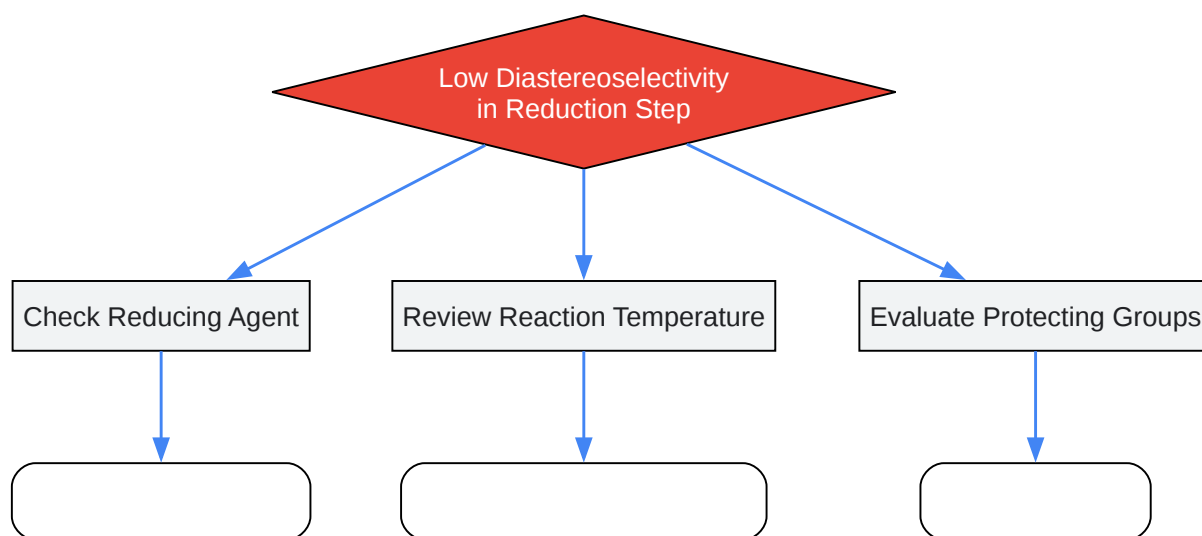 Low Diastereoselectivity
in Reduction Step
Check Reducing Agent
Review Reaction Temperature
Evaluate Protecting Groups